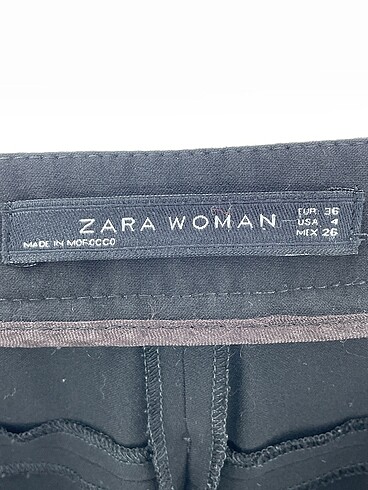 ZARA WOMAN
MADE IN MOROCCO
EUR 36
USA 4
MEX 26